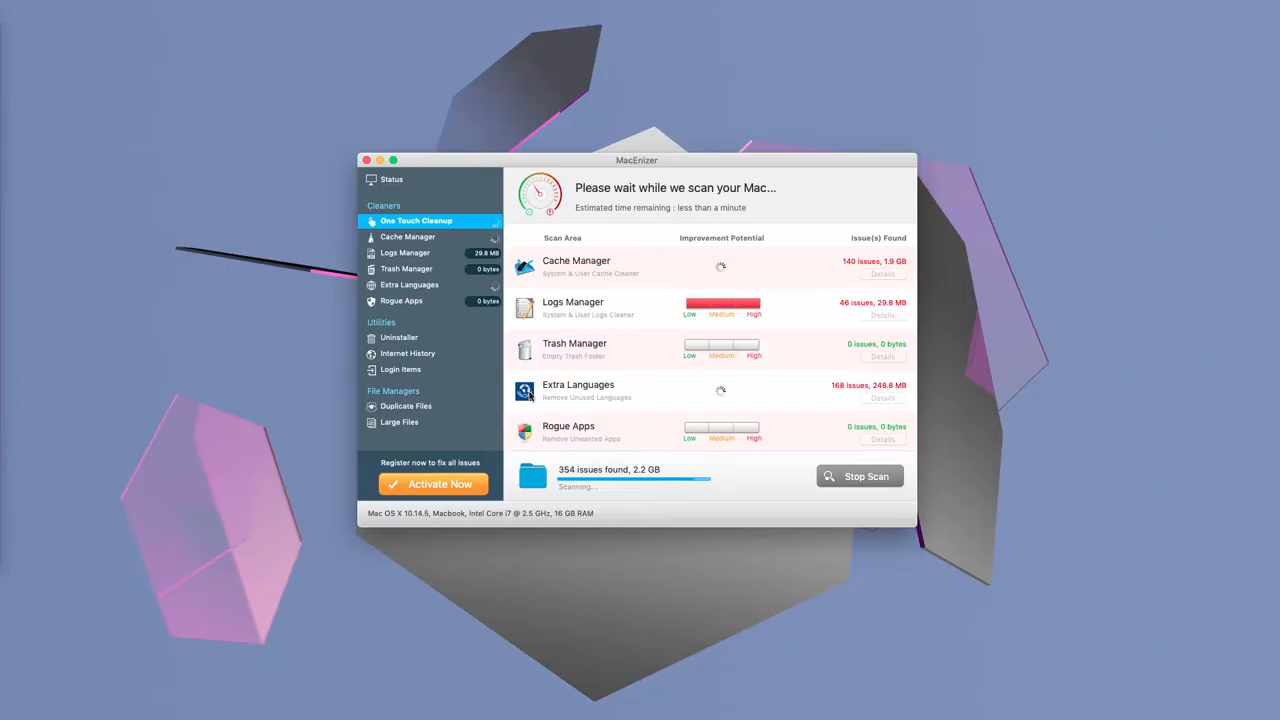 MacEnizer
Status
Cleaners
One Touch Cleanup
Cache Manager
Logs Manager 29.8 MB
Trash Manager 0 bytes
Extra Languages
Rogue Apps 0 bytes
Utilities
Uninstaller
Internet History
Login Items
File Managers
Duplicate Files
Large Files
Register now to fix all issues
Activate Now
Please wait while we scan your Mac...
Estimated time remaining : less than a minute
Scan Area Improvement Potential Issue(s) Found
Cache Manager 140 issues, 1.9 GB
System & User Cache Cleaner Details
Logs Manager 46 issues, 29.8 MB
System & User Logs Cleaner Low Medium High Details
Trash Manager 0 issues, 0 bytes
Empty Trash Folder Low Medium High Details
Extra Languages 168 issues, 248.8 MB
Remove Unused Languages Details
Rogue Apps 0 issues, 0 bytes
Remove Unwanted Apps Low Medium High Details
354 issues found, 2.2 GB
Scanning...
Stop Scan
Mac OS X 10.14.5, Macbook, Intel Core i7 @ 2.5 GHz, 16 GB RAM